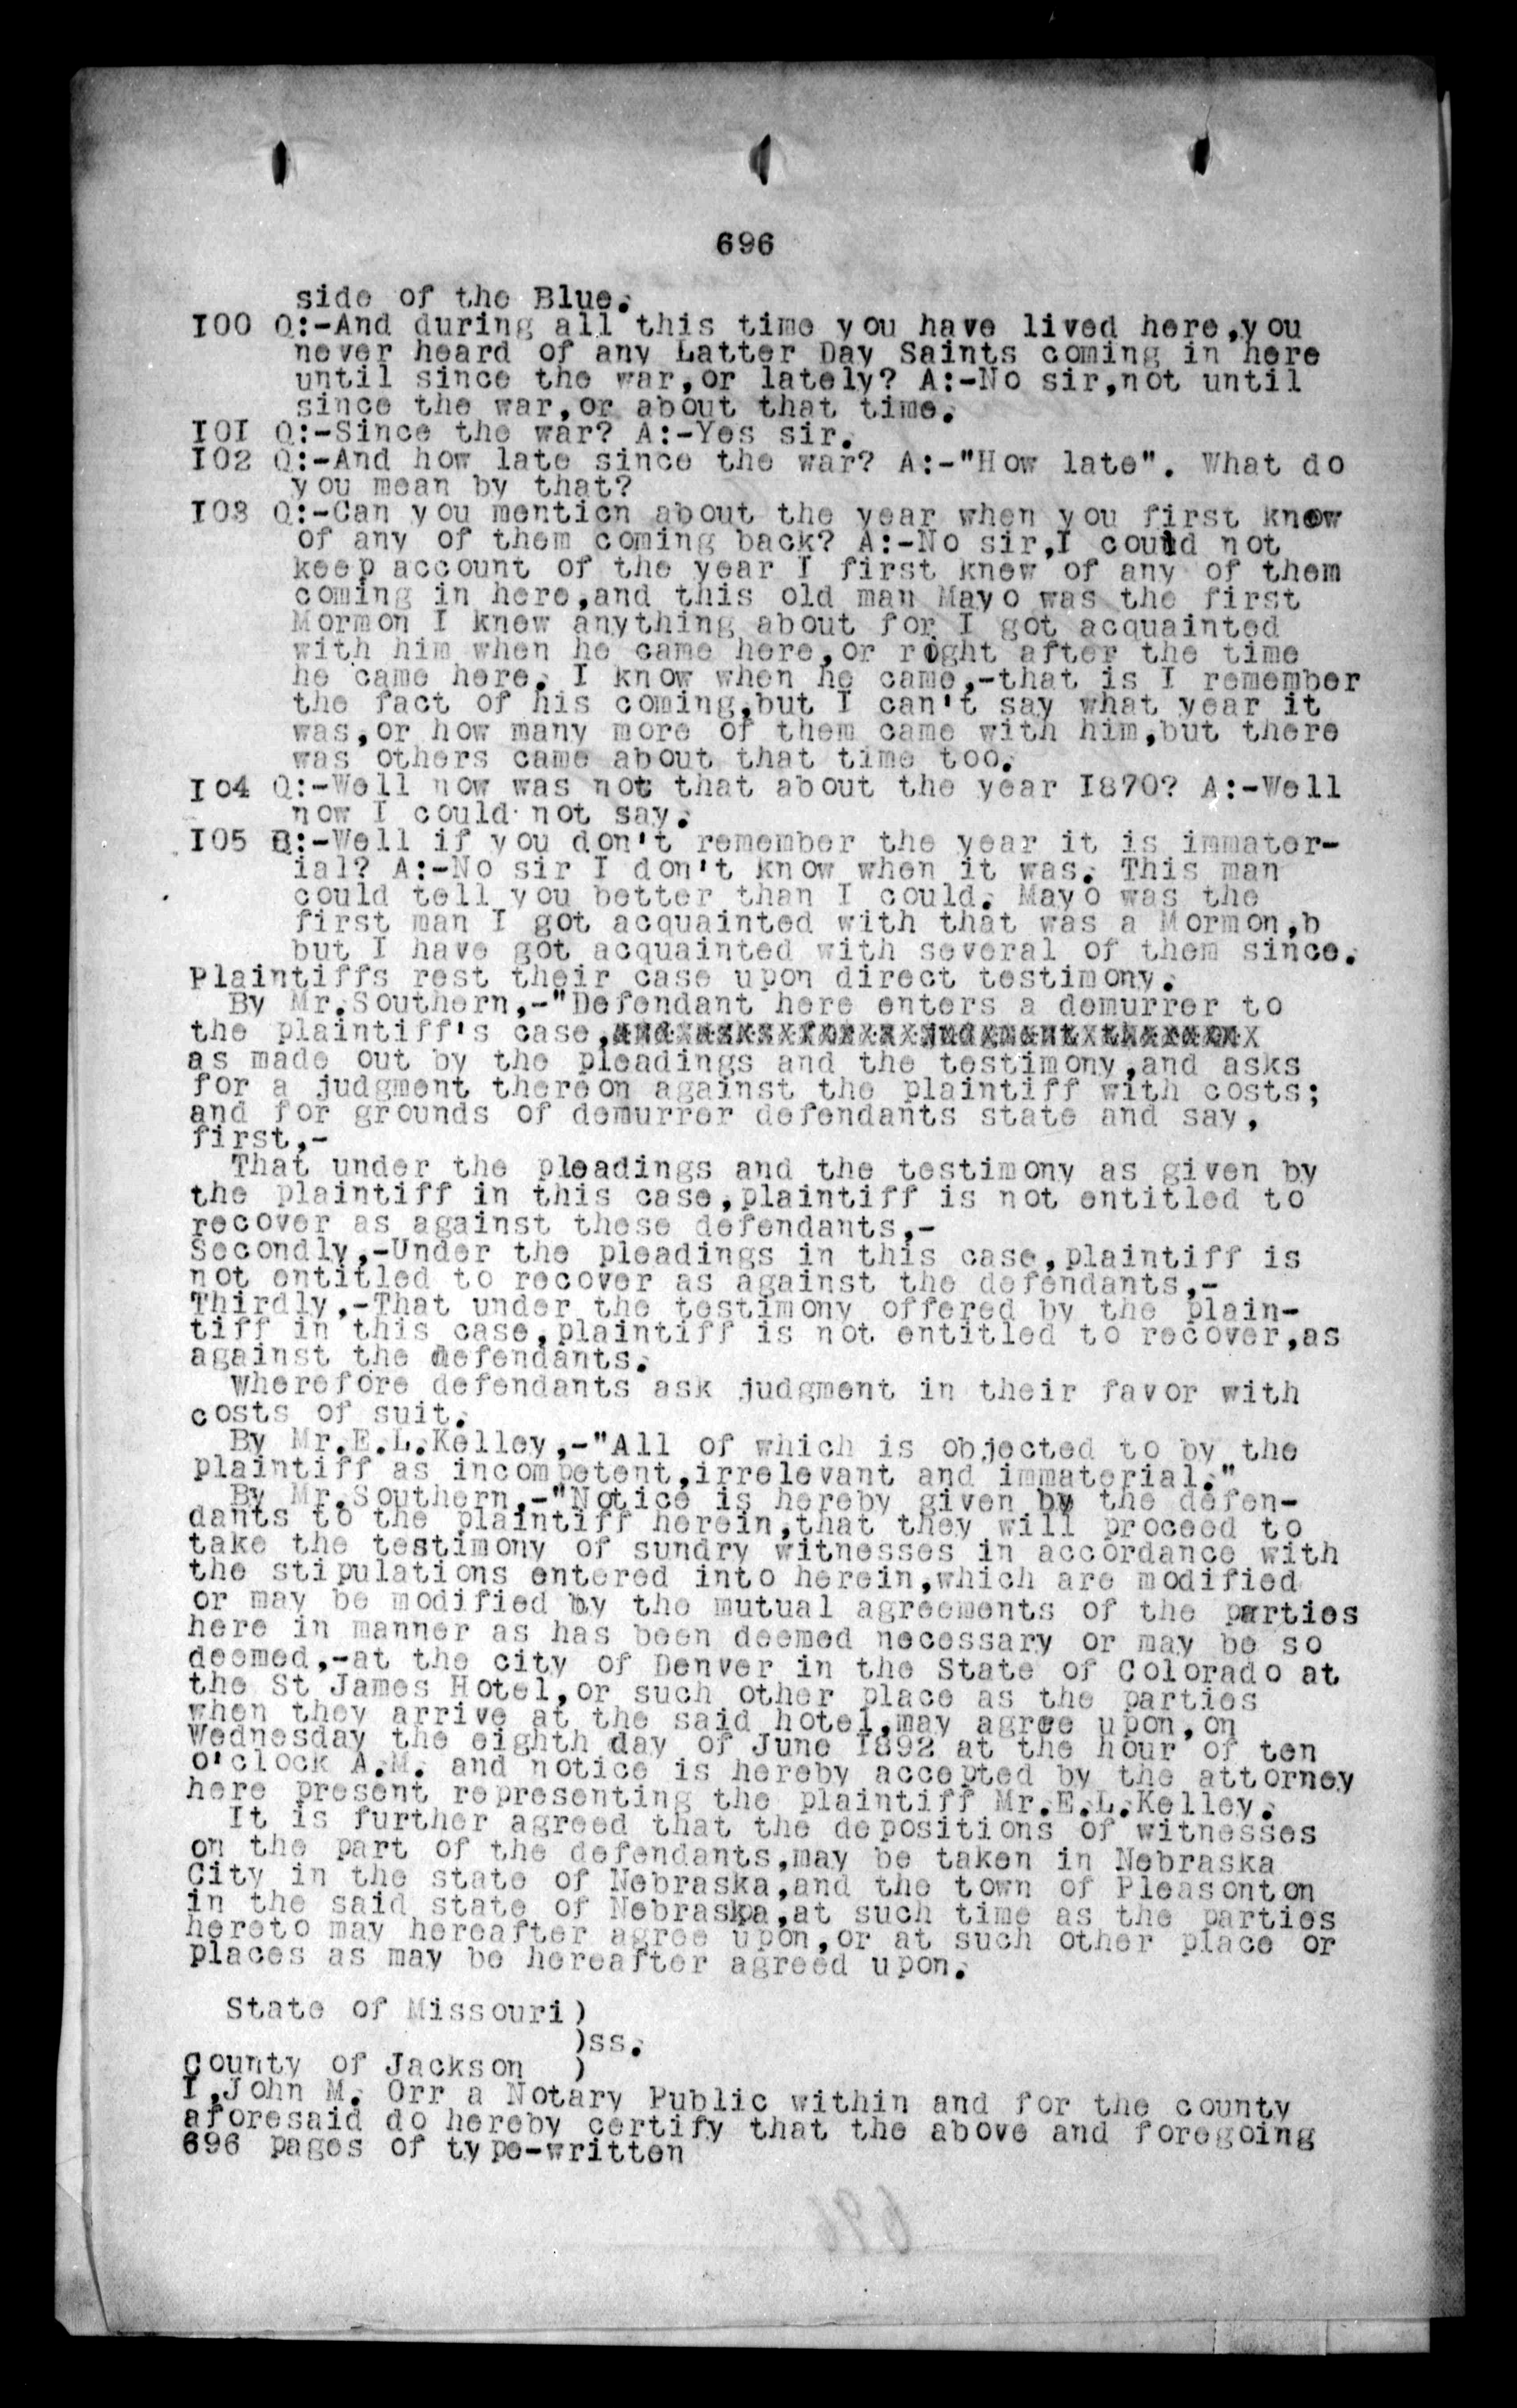 696
side of the Blue.
I00 Q:-And during all this time you have lived here,you
never heard of any Latter Day Saints coming in here
until since the war,or lately? A:-No sir,not until
since the war,or about that time.
I0I Q:-Since the war? A:-Yes sir.
I02 Q:-And how late since the war? A:-"How late". What do
you mean by that?
I03 Q:-Can you mention about the year when you first knew
of any of them coming back? A:-No sir,I could not
keep account of the year I first knew of any of them
coming in here,and this old man Mayo was the first
Mormon I knew anything about for I got acquainted
with him when he came here,or right after the time
he came here. I know when he came,-that is I remember
the fact of his coming,but I can't say what year it
was,or how many more of them came with him,but there
was others came about that time too.
I04 Q:-Well now was not that about the year I870? A:-Well
now I could not say.
I05 Q:-Well if you don't remember the year it is immater-
ial? A:-No sir I don't know when it was. This man
could tell you better than I could. Mayo was the
first man I got acquainted with that was a Mormon,b
but I have got acquainted with several of them since.
Plaintiffs rest their case upon direct testimony.
By Mr.Southern,-"Defendant here enters a demurrer to
the plaintiff's case,and asks for a judgment thereon
as made out by the pleadings and the testimony,and asks
for a judgment thereon against the plaintiff with costs;
and for grounds of demurrer defendants state and say,
first,-
That under the pleadings and the testimony as given by
the plaintiff in this case,plaintiff is not entitled to
recover as against these defendants,-
Secondly,-Under the pleadings in this case,plaintiff is
not entitled to recover as against the defendants,-
Thirdly,-That under the testimony offered by the plain-
tiff in this case,plaintiff is not entitled to recover,as
against the defendants.
Wherefore defendants ask judgment in their favor with
costs of suit.
By Mr.E.L.Kelley,-"All of which is objected to by the
plaintiff as incompetent,irrelevant and immaterial."
By Mr.Southern,-"Notice is hereby given by the defen-
dants to the plaintiff herein,that they will proceed to
take the testimony of sundry witnesses in accordance with
the stipulations entered into herein,which are modified
or may be modified by the mutual agreements of the parties
here in manner as has been deemed necessary or may be so
deemed,-at the city of Denver in the State of Colorado at
the St James Hotel,or such other place as the parties
when they arrive at the said hotel,may agree upon,on
Wednesday the eighth day of June I892 at the hour of ten
o'clock A.M. and notice is hereby accepted by the attorney
here present representing the plaintiff Mr.E.L.Kelley.
It is further agreed that the depositions of witnesses
on the part of the defendants,may be taken in Nebraska
City in the state of Nebraska,and the town of Pleasonton
in the said state of Nebraska,at such time as the parties
hereto may hereafter agree upon,or at such other place or
places as may be hereafter agreed upon.
State of Missouri)
)ss.
County of Jackson )
I,John M. Orr a Notary Public within and for the county
aforesaid do hereby certify that the above and foregoing
696 pages of type-written
696